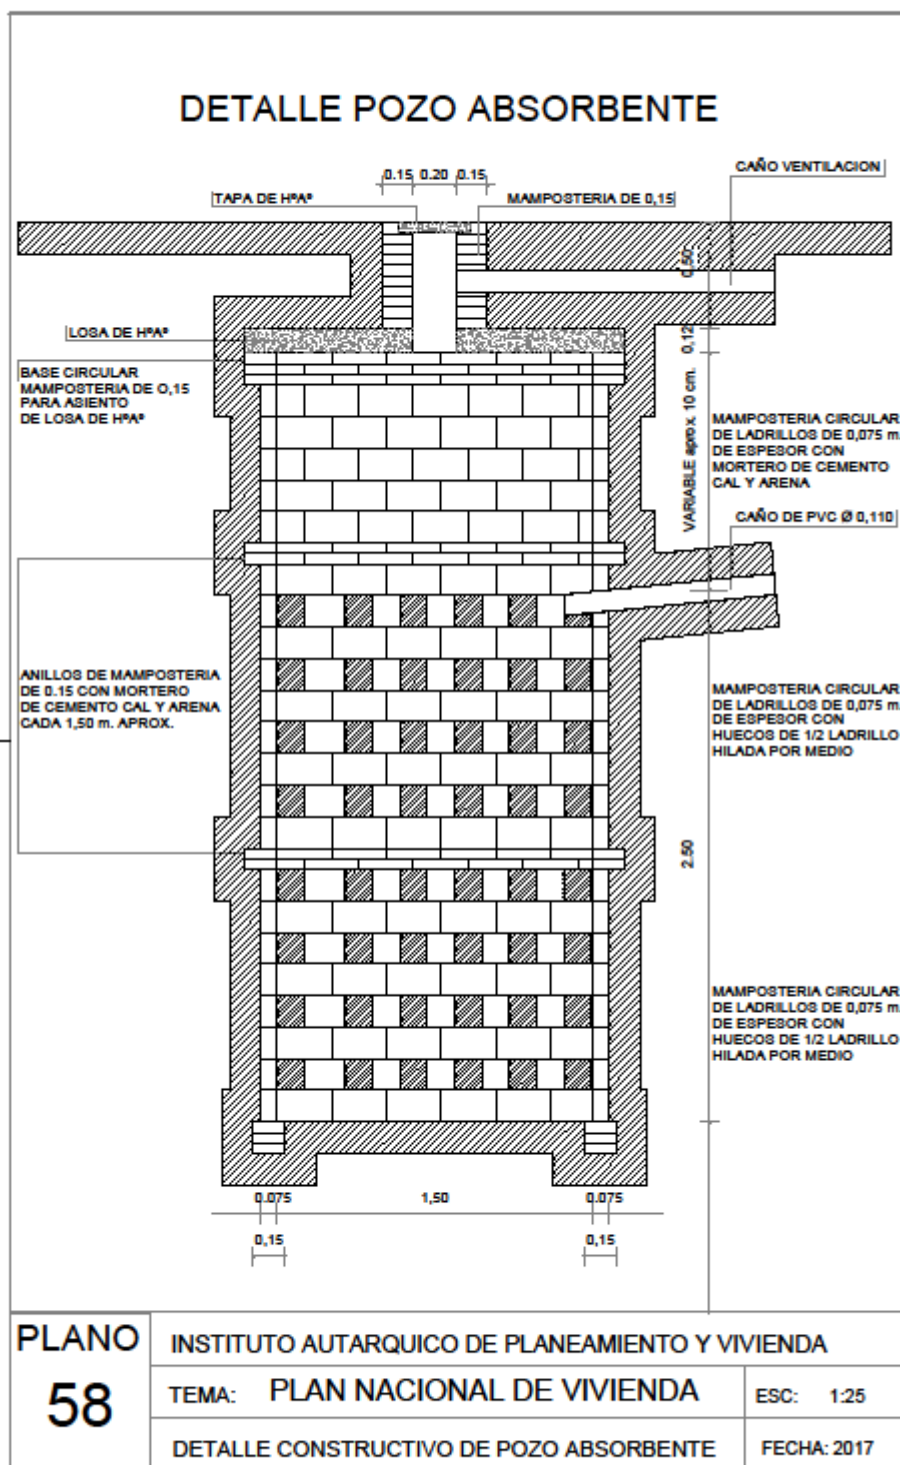 DETALLE POZO ABSORBENTE
0.15 0.20 0.15
CAÑO VENTILACION
TAPA DE HºAº
MAMPOSTERIA DE 0,15
0,50
LOSA DE HºAº
0,12
BASE CIRCULAR
MAMPOSTERIA DE O,15
PARA ASIENTO
DE LOSA DE HºAº
VARIABLE aprox. 10 cm.
MAMPOSTERIA CIRCULAR
DE LADRILLOS DE 0,075 m.
DE ESPESOR CON
MORTERO DE CEMENTO
CAL Y ARENA
CAÑO DE PVC Ø 0,110
ANILLOS DE MAMPOSTERIA
DE 0.15 CON MORTERO
DE CEMENTO CAL Y ARENA
CADA 1,50 m. APROX.
MAMPOSTERIA CIRCULAR
DE LADRILLOS DE 0,075 m.
DE ESPESOR CON
HUECOS DE 1/2 LADRILLO
HILADA POR MEDIO
2.50
MAMPOSTERIA CIRCULAR
DE LADRILLOS DE 0,075 m.
DE ESPESOR CON
HUECOS DE 1/2 LADRILLO
HILADA POR MEDIO
0.075 1,50 0.075
0,15 0,15
PLANO
58
INSTITUTO AUTARQUICO DE PLANEAMIENTO Y VIVIENDA
TEMA: PLAN NACIONAL DE VIVIENDA
ESC: 1:25
DETALLE CONSTRUCTIVO DE POZO ABSORBENTE
FECHA: 2017